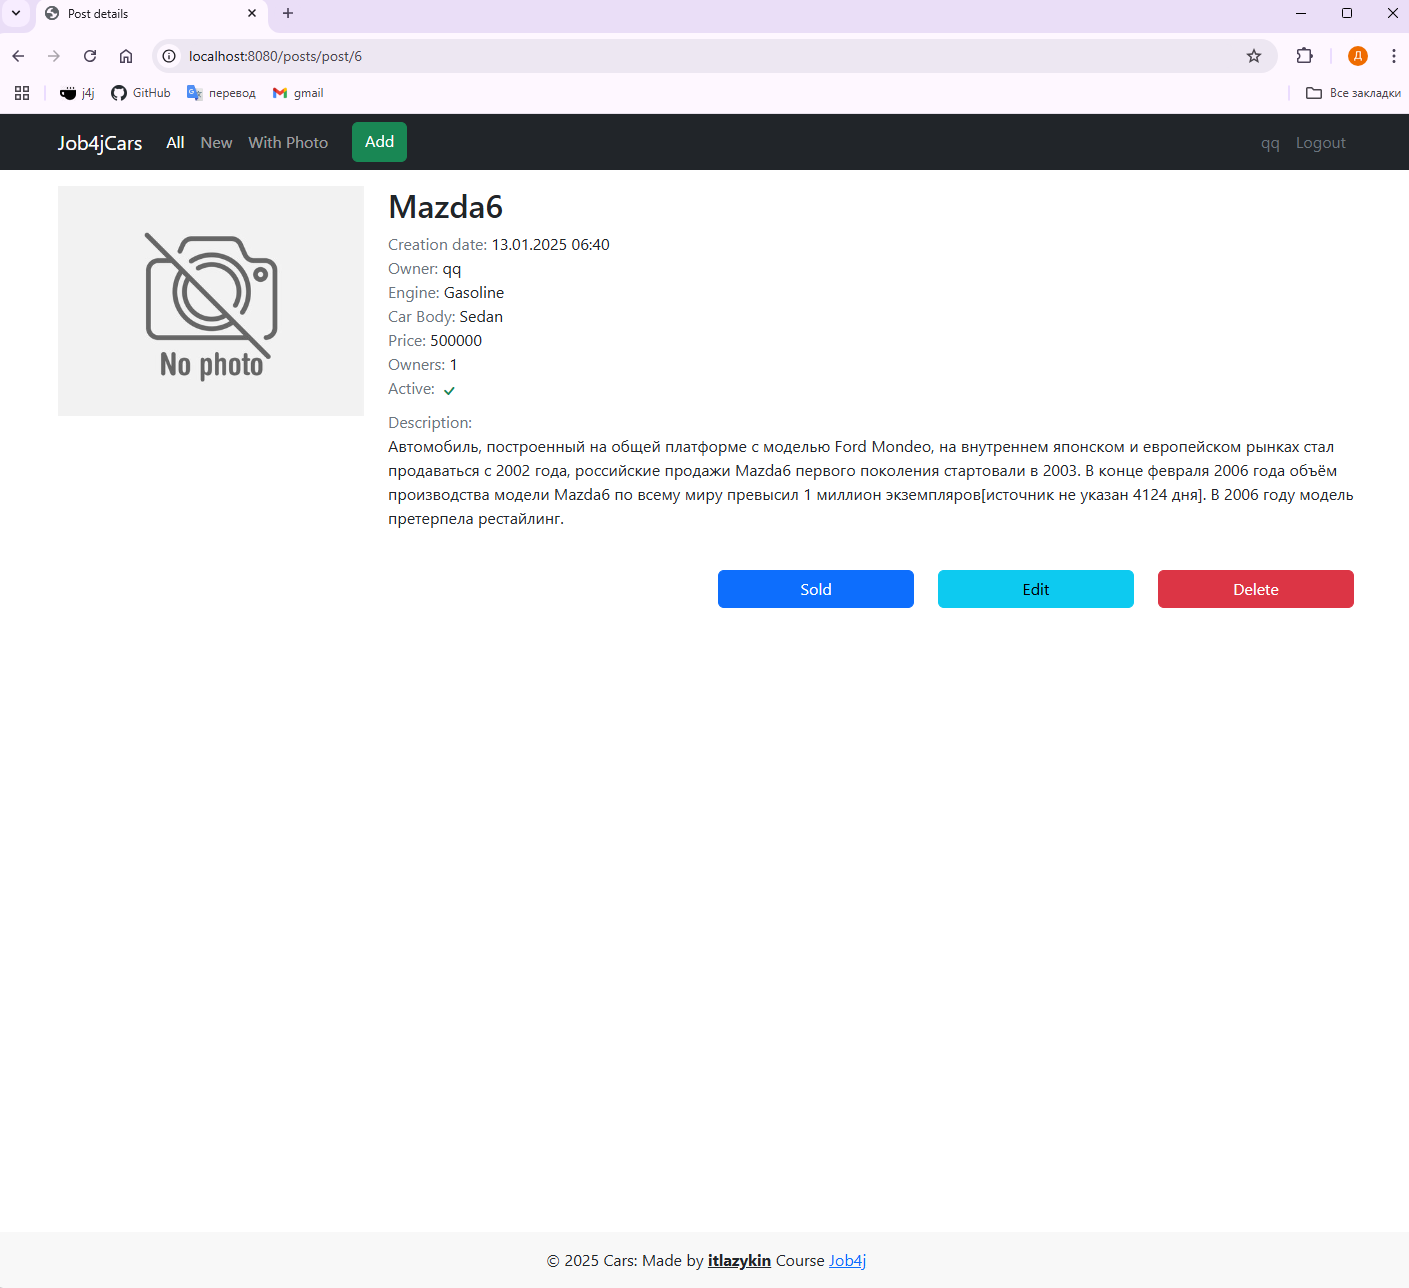 Post details
localhost:8080/posts/post/6
Д
j4j GitHub перевод gmail Все закладки
Job4jCars All New With Photo Add qq Logout
No photo
Mazda6
Creation date: 13.01.2025 06:40
Owner: qq
Engine: Gasoline
Car Body: Sedan
Price: 500000
Owners: 1
Active:
Description:
Автомобиль, построенный на общей платформе с моделью Ford Mondeo, на внутреннем японском и европейском рынках стал
продаваться с 2002 года, российские продажи Mazda6 первого поколения стартовали в 2003. В конце февраля 2006 года объём
производства модели Mazda6 по всему миру превысил 1 миллион экземпляров[источник не указан 4124 дня]. В 2006 году модель
претерпела рестайлинг.
Sold Edit Delete
© 2025 Cars: Made by itlazykin Course Job4j